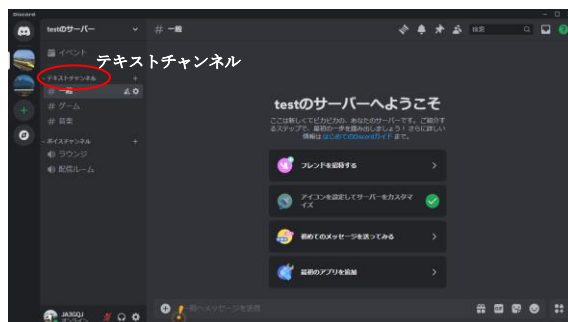 Discord
testのサーバー
# 一般
検索
イベント
テキストチャンネル
テキストチャンネル
# 一般
# ゲーム
# 音楽
ボイスチャンネル
ラウンジ
配信ルーム
testのサーバーへようこそ
ここは新しくてピカピカの、あなたのサーバーです。ご紹介す
るステップで、最初の一歩を踏み出しましょう！さらに詳しい
情報ははじめてのDiscordガイドまで。
フレンドを招待する
アイコンを設定してサーバーをカスタマ
イズ
初めてのメッセージを送ってみる
最初のアプリを追加
JA3GQJ
オンライン
一般へメッセージを送信
GIF